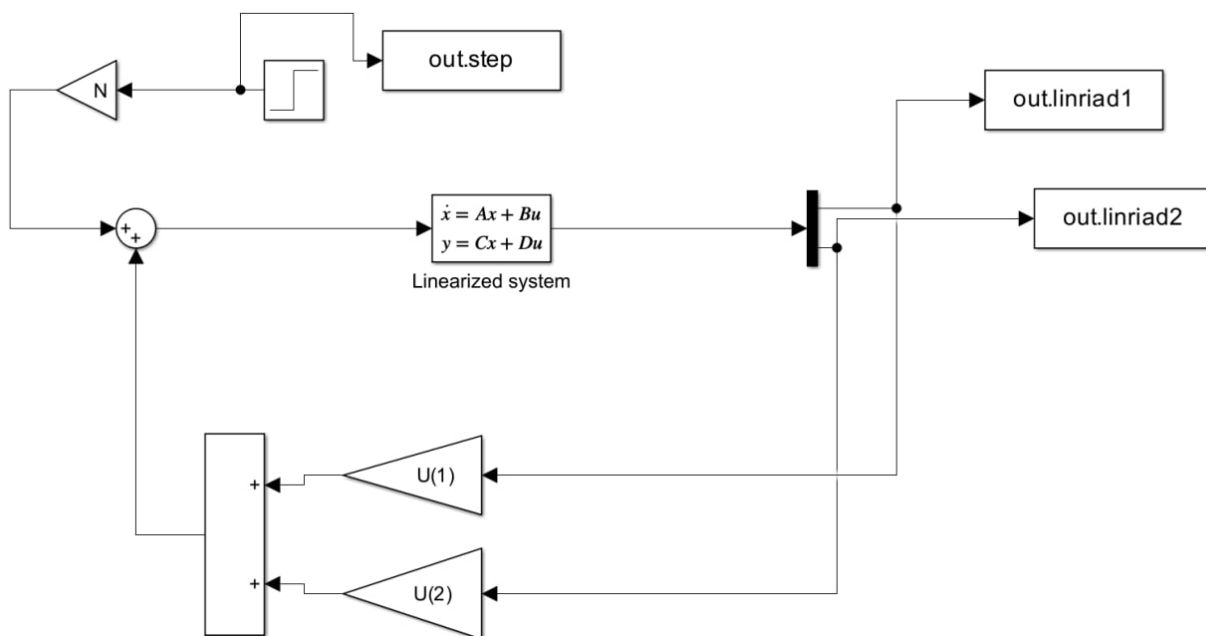 out.step
N
out.linriad1
+
+
ẋ = Ax + Bu
y = Cx + Du
out.linriad2
Linearized system
+
U(1)
+
U(2)